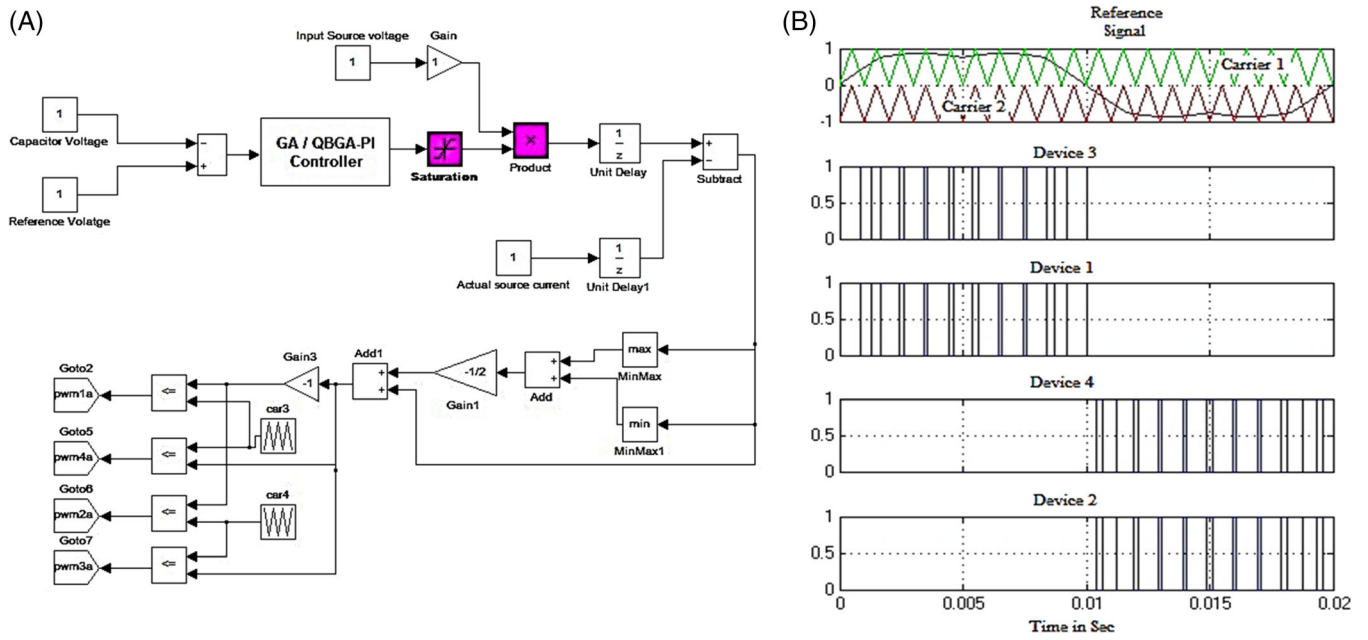 (A)
Input Source voltage
1
Gain
1
1
Capacitor Voltage
1
Reference Volatge
−
+
GA / QBGA-PI
Controller
Saturation
×
Product
1
z
Unit Delay
+
−
Subtract
1
Actual source current
1
z
Unit Delay1
max
MinMax
min
MinMax1
+
+
Add
-1/2
Gain1
Add1
+
+
Gain3
-1
car3
car4
Goto2
pwm1a
<=
Goto5
pwm4a
<=
Goto6
pwm2a
<=
Goto7
pwm3a
<=
(B)
Reference
Signal
1
0
-1
Carrier 1
Carrier 2
Device 3
1
0.5
0
Device 1
1
0.5
0
Device 4
1
0.5
0
Device 2
1
0.5
0
0
0.005
0.01
0.015
0.02
Time in Sec